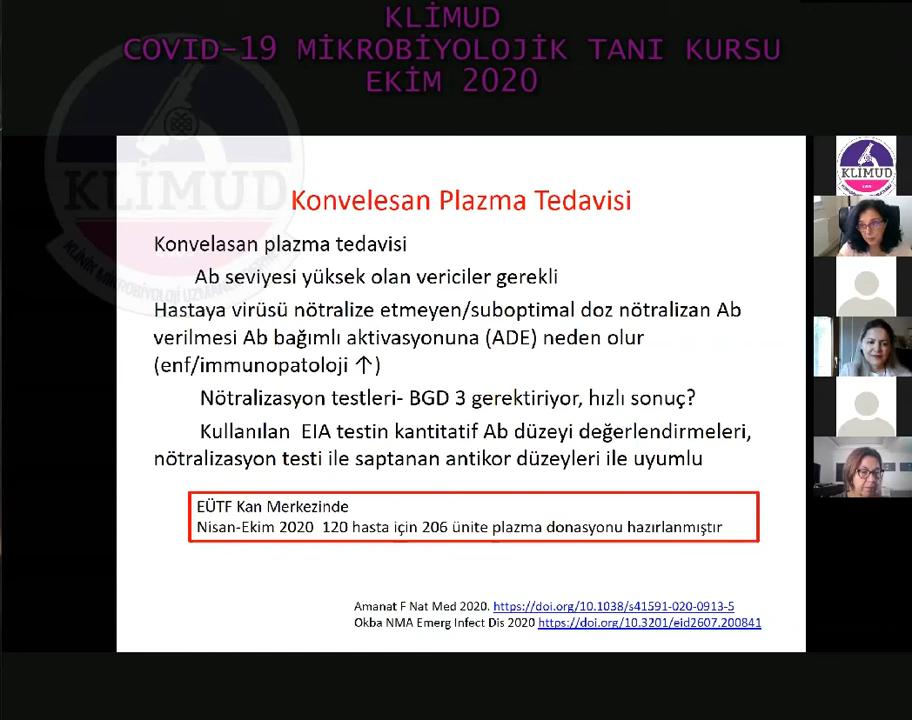 KLİMUD
COVID-19 MİKROBİYOLOJİK TANI KURSU
EKİM 2020
KLİMUD
KLİNİK MİKROBİYOLOJİ UZMANLIK
KLİMUD
Konvelesan Plazma Tedavisi
Konvelasan plazma tedavisi
Ab seviyesi yüksek olan vericiler gerekli
Hastaya virüsü nötralize etmeyen/suboptimal doz nötralizan Ab
verilmesi Ab bağımlı aktivasyonuna (ADE) neden olur
(enf/immunopatoloji ↑)
Nötralizasyon testleri- BGD 3 gerektiriyor, hızlı sonuç?
Kullanılan EIA testin kantitatif Ab düzeyi değerlendirmeleri,
nötralizasyon testi ile saptanan antikor düzeyleri ile uyumlu
EÜTF Kan Merkezinde
Nisan-Ekim 2020 120 hasta için 206 ünite plazma donasyonu hazırlanmıştır
Amanat F Nat Med 2020. https://doi.org/10.1038/s41591-020-0913-5
Okba NMA Emerg Infect Dis 2020 https://doi.org/10.3201/eid2607.200841